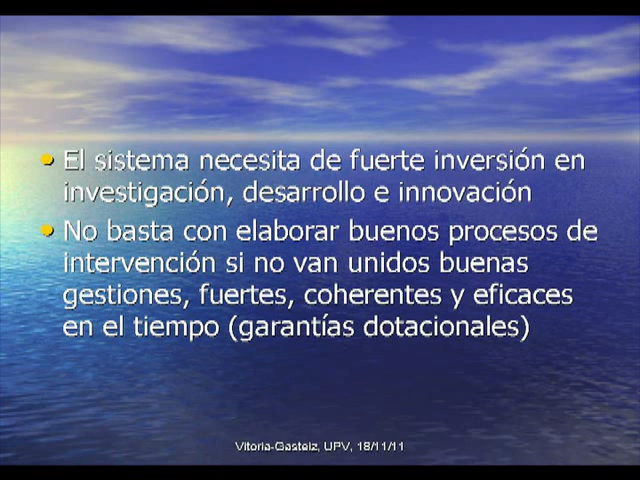 • El sistema necesita de fuerte inversión en
investigación, desarrollo e innovación
• No basta con elaborar buenos procesos de
intervención si no van unidos buenas
gestiones, fuertes, coherentes y eficaces
en el tiempo (garantías dotacionales)
Vitoria-Gasteiz, UPV, 18/11/11